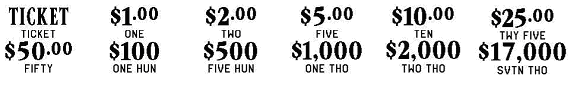 TICKET $1.00 $2.00 $5.00 $10.00 $25.00
TICKET ONE TWO FIVE TEN TWY FIVE
$50.00 $100 $500 $1,000 $2,000 $17,000
FIFTY ONE HUN FIVE HUN ONE THO TWO THO SVTN THO